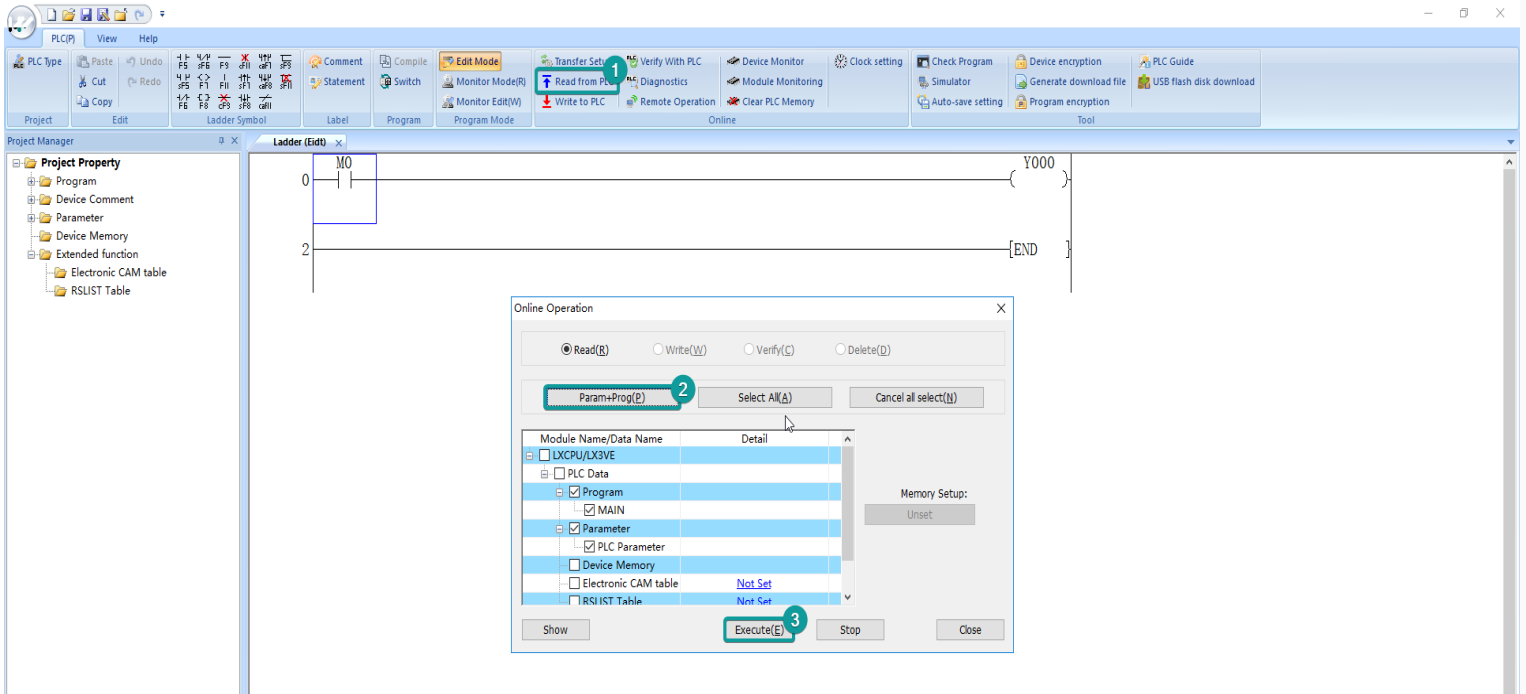 PLC(P) View Help
PLC Type Paste Undo F5 sF6 F9 cF10 Comment Compile Edit Mode Transfer Setup Verify With PLC Device Monitor Clock setting Check Program Device encryption PLC Guide
Cut Redo Statement Switch Monitor Mode(R) Read from PLC Diagnostics Module Monitoring Simulator Generate download file USB flash disk download
Copy Monitor Edit(W) Write to PLC Remote Operation Clear PLC Memory Auto-save setting Program encryption
Project Edit Ladder Symbol Label Program Program Mode Online Tool
1
Project Manager
Ladder (Eidt)
Project Property
Program
Device Comment
Parameter
Device Memory
Extended function
Electronic CAM table
RSLIST Table
M0 Y000
0
2 END
Online Operation
Read(R) Write(W) Verify(C) Delete(D)
Param+Prog(P) 2 Select All(A) Cancel all select(N)
Module Name/Data Name Detail
LXCPU/LX3VE
PLC Data
Program
MAIN
Parameter
PLC Parameter
Device Memory
Electronic CAM table Not Set
RSLIST Table Not Set
Memory Setup:
Unset
Show Execute(E) 3 Stop Close